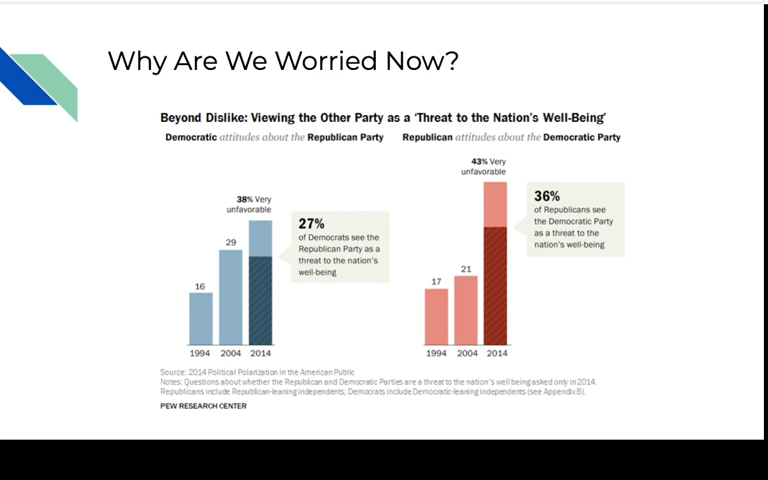 Why Are We Worried Now?
Beyond Dislike: Viewing the Other Party as a ‘Threat to the Nation’s Well-Being’
Democratic attitudes about the Republican Party
38% Very
unfavorable
29
16
27%
of Democrats see the
Republican Party as a
threat to the nation’s
well-being
1994 2004 2014
Republican attitudes about the Democratic Party
43% Very
unfavorable
21
17
36%
of Republicans see
the Democratic Party
as a threat to the
nation’s well-being
1994 2004 2014
Source: 2014 Political Polarization in the American Public
Notes: Questions about whether the Republican and Democratic Parties are a threat to the nation’s well being asked only in 2014.
Republicans include Republican-leaning independents; Democrats include Democratic-leaning independents (see Appendix B).
PEW RESEARCH CENTER